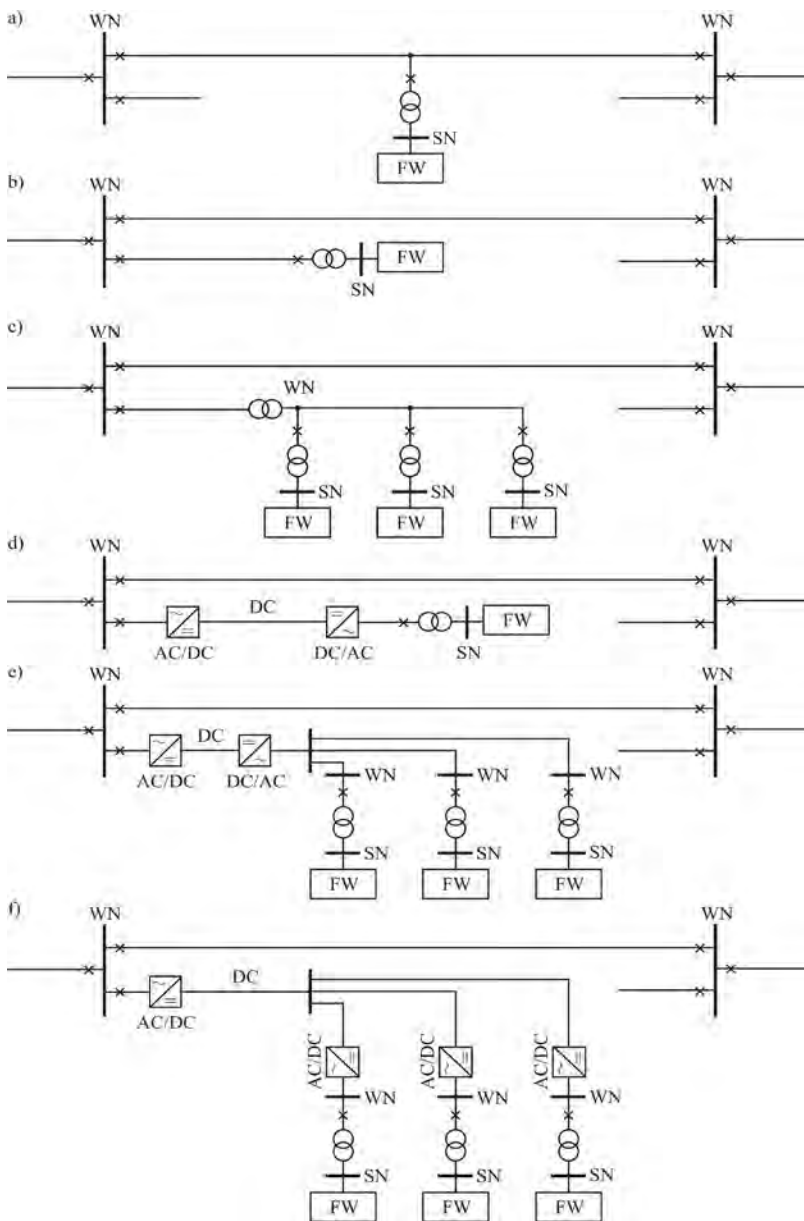 a)
WN WN
SN
FW
b)
WN WN
FW
SN
c)
WN WN
WN
SN SN SN
FW FW FW
d)
WN WN
DC FW
AC/DC DC/AC SN
e)
WN WN
DC
AC/DC DC/AC WN WN WN
SN SN SN
FW FW FW
f)
WN WN
DC
AC/DC
AC/DC AC/DC AC/DC
WN WN WN
SN SN SN
FW FW FW